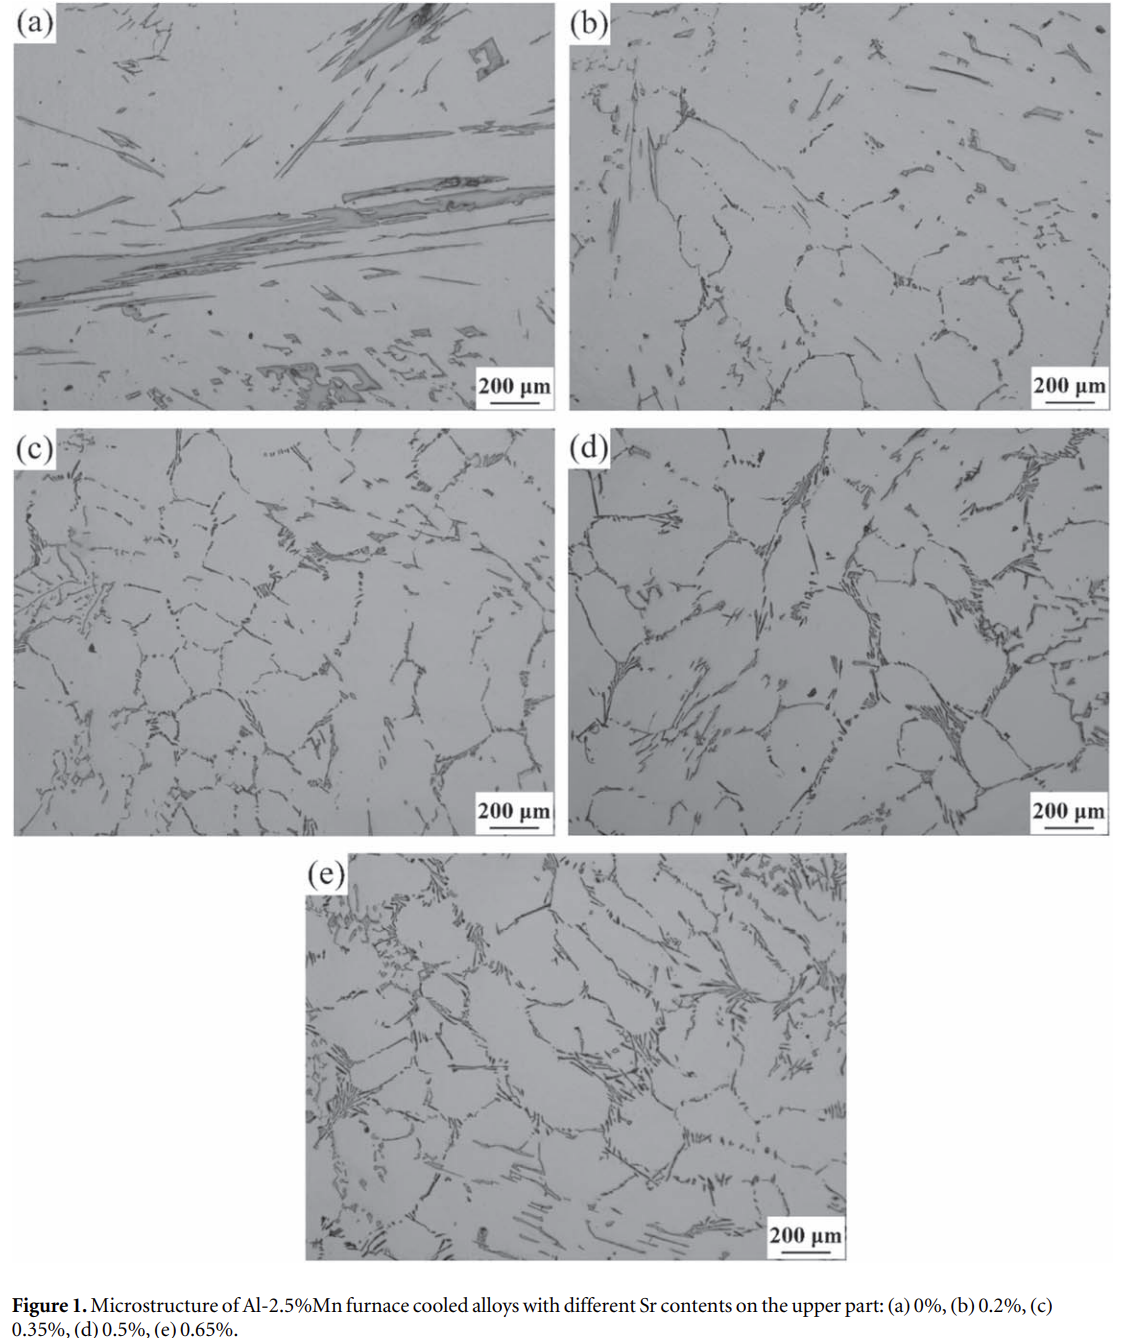 (a)
200 μm
(b)
200 μm
(c)
200 μm
(d)
200 μm
(e)
200 μm
Figure 1. Microstructure of Al-2.5%Mn furnace cooled alloys with different Sr contents on the upper part: (a) 0%, (b) 0.2%, (c)
0.35%, (d) 0.5%, (e) 0.65%.